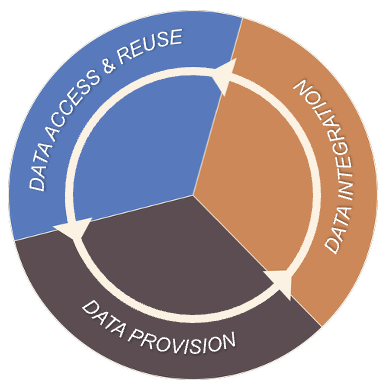 DATA ACCESS & REUSE
DATA INTEGRATION
DATA PROVISION